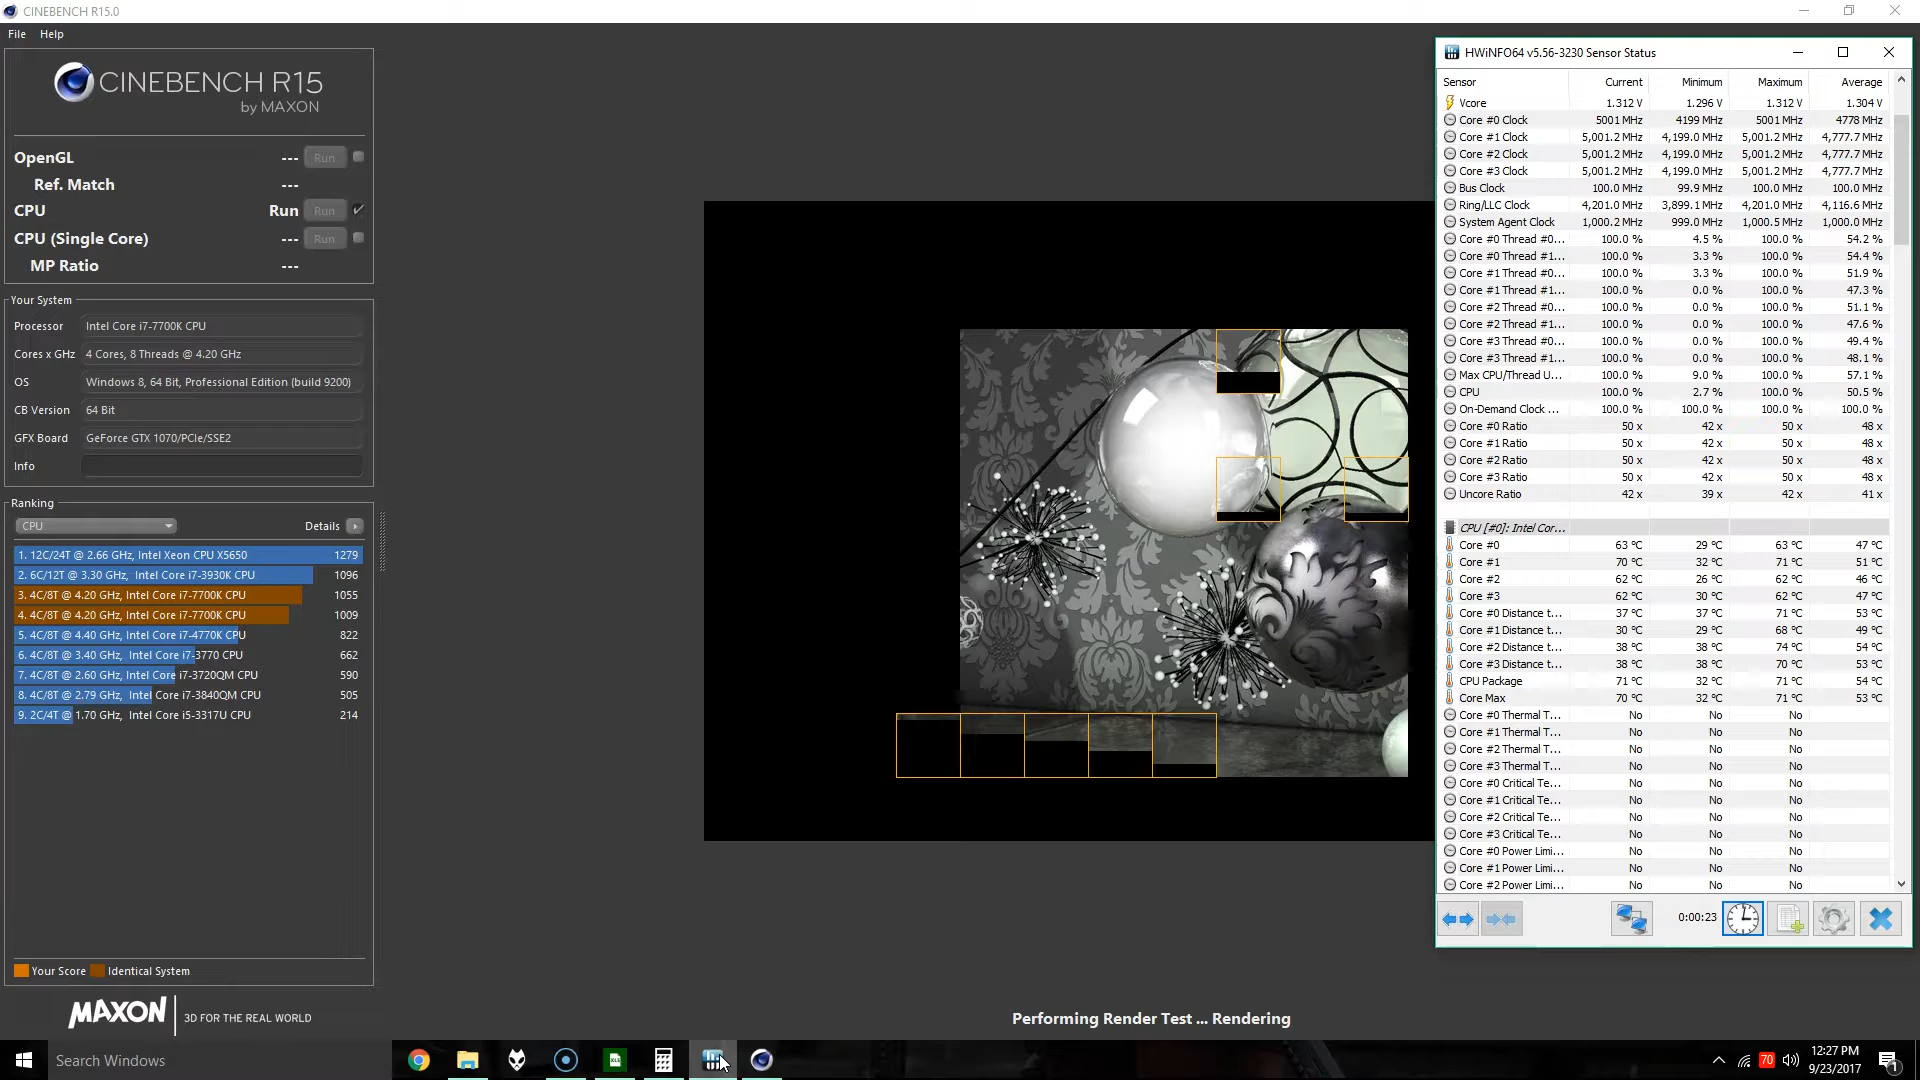 CINEBENCH R15.0
File Help
CINEBENCH R15
by MAXON
OpenGL --- Run
Ref. Match ---
CPU Run Run
CPU (Single Core) --- Run
MP Ratio ---
Your System
Processor Intel Core i7-7700K CPU
Cores x GHz 4 Cores, 8 Threads @ 4.20 GHz
OS Windows 8, 64 Bit, Professional Edition (build 9200)
CB Version 64 Bit
GFX Board GeForce GTX 1070/PCIe/SSE2
Info
Ranking
CPU Details
1. 12C/24T @ 2.66 GHz, Intel Xeon CPU X5650 1279
2. 6C/12T @ 3.30 GHz, Intel Core i7-3930K CPU 1096
3. 4C/8T @ 4.20 GHz, Intel Core i7-7700K CPU 1055
4. 4C/8T @ 4.20 GHz, Intel Core i7-7700K CPU 1009
5. 4C/8T @ 4.40 GHz, Intel Core i7-4770K CPU 822
6. 4C/8T @ 3.40 GHz, Intel Core i7-3770 CPU 662
7. 4C/8T @ 2.60 GHz, Intel Core i7-3720QM CPU 590
8. 4C/8T @ 2.79 GHz, Intel Core i7-3840QM CPU 505
9. 2C/4T @ 1.70 GHz, Intel Core i5-3317U CPU 214
Your Score Identical System
MAXON 3D FOR THE REAL WORLD
Performing Render Test ... Rendering
HWiNFO64 v5.56-3230 Sensor Status
Sensor Current Minimum Maximum Average
Vcore 1.312 V 1.296 V 1.312 V 1.304 V
Core #0 Clock 5001 MHz 4199 MHz 5001 MHz 4778 MHz
Core #1 Clock 5,001.2 MHz 4,199.0 MHz 5,001.2 MHz 4,777.7 MHz
Core #2 Clock 5,001.2 MHz 4,199.0 MHz 5,001.2 MHz 4,777.7 MHz
Core #3 Clock 5,001.2 MHz 4,199.0 MHz 5,001.2 MHz 4,777.7 MHz
Bus Clock 100.0 MHz 99.9 MHz 100.0 MHz 100.0 MHz
Ring/LLC Clock 4,201.0 MHz 3,899.1 MHz 4,201.0 MHz 4,116.6 MHz
System Agent Clock 1,000.2 MHz 999.0 MHz 1,000.5 MHz 1,000.0 MHz
Core #0 Thread #0... 100.0 % 4.5 % 100.0 % 54.2 %
Core #0 Thread #1... 100.0 % 3.3 % 100.0 % 54.4 %
Core #1 Thread #0... 100.0 % 3.3 % 100.0 % 51.9 %
Core #1 Thread #1... 100.0 % 0.0 % 100.0 % 47.3 %
Core #2 Thread #0... 100.0 % 0.0 % 100.0 % 51.1 %
Core #2 Thread #1... 100.0 % 0.0 % 100.0 % 47.6 %
Core #3 Thread #0... 100.0 % 0.0 % 100.0 % 49.4 %
Core #3 Thread #1... 100.0 % 0.0 % 100.0 % 48.1 %
Max CPU/Thread U... 100.0 % 9.0 % 100.0 % 57.1 %
CPU 100.0 % 2.7 % 100.0 % 50.5 %
On-Demand Clock ... 100.0 % 100.0 % 100.0 % 100.0 %
Core #0 Ratio 50 x 42 x 50 x 48 x
Core #1 Ratio 50 x 42 x 50 x 48 x
Core #2 Ratio 50 x 42 x 50 x 48 x
Core #3 Ratio 50 x 42 x 50 x 48 x
Uncore Ratio 42 x 39 x 42 x 41 x
CPU [#0]: Intel Cor...
Core #0 63 °C 29 °C 63 °C 47 °C
Core #1 70 °C 32 °C 71 °C 51 °C
Core #2 62 °C 26 °C 62 °C 46 °C
Core #3 62 °C 30 °C 62 °C 47 °C
Core #0 Distance t... 37 °C 37 °C 71 °C 53 °C
Core #1 Distance t... 30 °C 29 °C 68 °C 49 °C
Core #2 Distance t... 38 °C 38 °C 74 °C 54 °C
Core #3 Distance t... 38 °C 38 °C 70 °C 53 °C
CPU Package 71 °C 32 °C 71 °C 54 °C
Core Max 70 °C 32 °C 71 °C 53 °C
Core #0 Thermal T... No No No
Core #1 Thermal T... No No No
Core #2 Thermal T... No No No
Core #3 Thermal T... No No No
Core #0 Critical Te... No No No
Core #1 Critical Te... No No No
Core #2 Critical Te... No No No
Core #3 Critical Te... No No No
Core #0 Power Limi... No No No
Core #1 Power Limi... No No No
Core #2 Power Limi... No No No
0:00:23
Search Windows
70
12:27 PM
9/23/2017
1